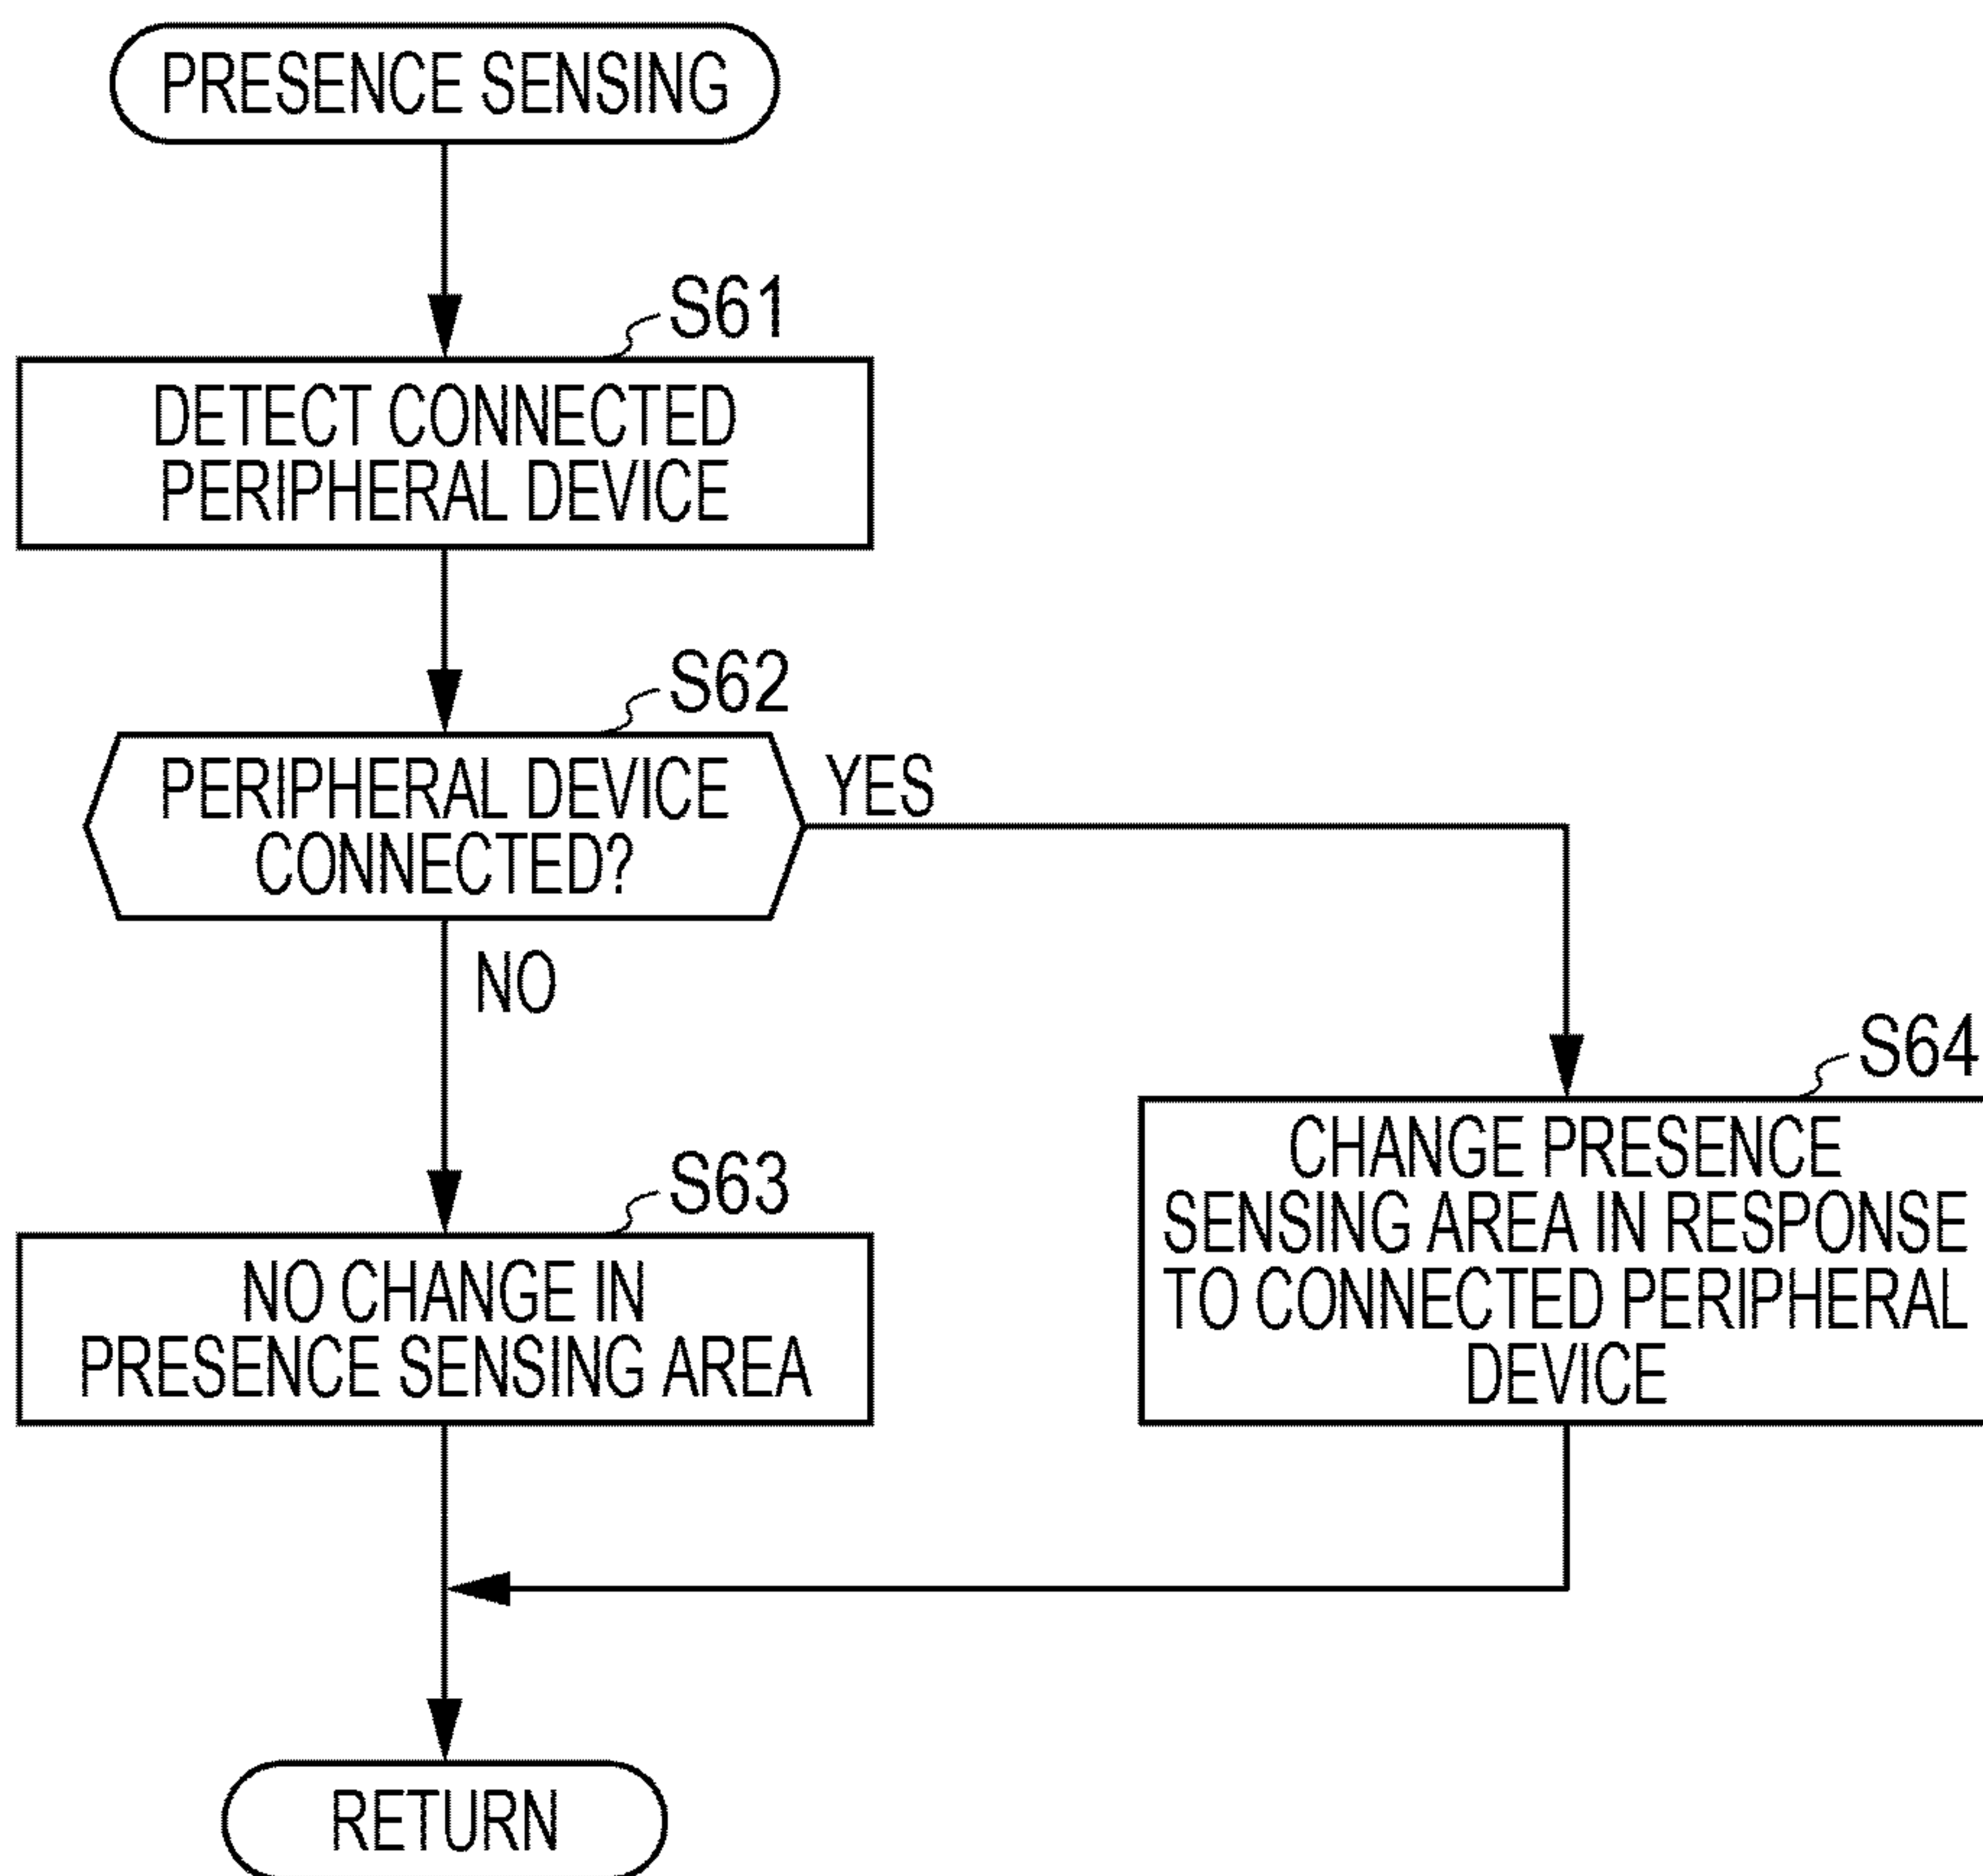 PRESENCE SENSING
S61
DETECT CONNECTED
PERIPHERAL DEVICE
S62
PERIPHERAL DEVICE
CONNECTED?
YES
NO
S63
NO CHANGE IN
PRESENCE SENSING AREA
S64
CHANGE PRESENCE
SENSING AREA IN RESPONSE
TO CONNECTED PERIPHERAL
DEVICE
RETURN